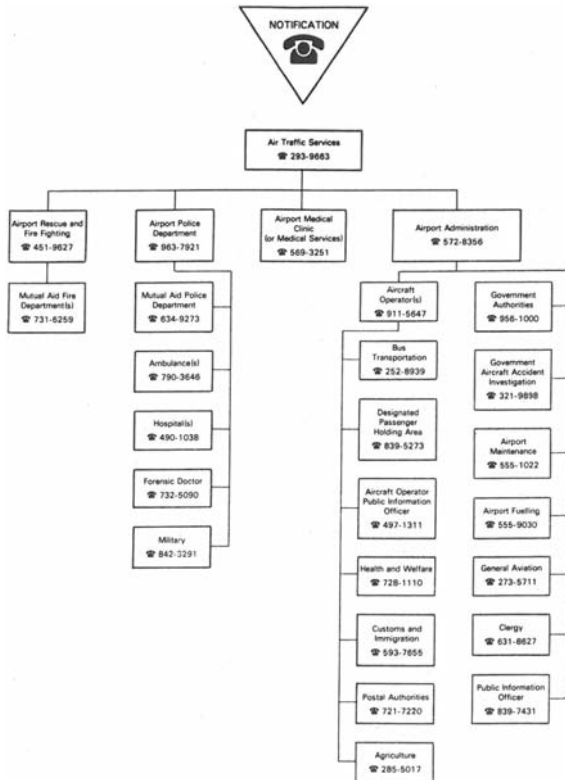 NOTIFICATION
Air Traffic Services
☎ 293-9663
Airport Rescue and
Fire Fighting
☎ 451-9627
Airport Police
Department
☎ 963-7921
Airport Medical
Clinic
(or Medical Services)
☎ 569-3251
Airport Administration
☎ 572-8356
Mutual Aid Fire
Department(s)
☎ 731-6259
Mutual Aid Police
Department
☎ 634-9273
Ambulance(s)
☎ 790-3646
Hospital(s)
☎ 490-1038
Forensic Doctor
☎ 732-5090
Military
☎ 842-3291
Aircraft
Operator(s)
☎ 911-5647
Bus
Transportation
☎ 252-8939
Designated
Passenger
Holding Area
☎ 839-5273
Aircraft Operator
Public Information
Officer
☎ 497-1311
Health and Welfare
☎ 728-1110
Customs and
Immigration
☎ 593-7655
Postal Authorities
☎ 721-7220
Agriculture
☎ 285-5017
Government
Authorities
☎ 956-1000
Government
Aircraft Accident
Investigation
☎ 321-9898
Airport
Maintenance
☎ 555-1022
Airport Fuelling
☎ 555-9030
General Aviation
☎ 273-5711
Clergy
☎ 631-8627
Public Information
Officer
☎ 839-7431